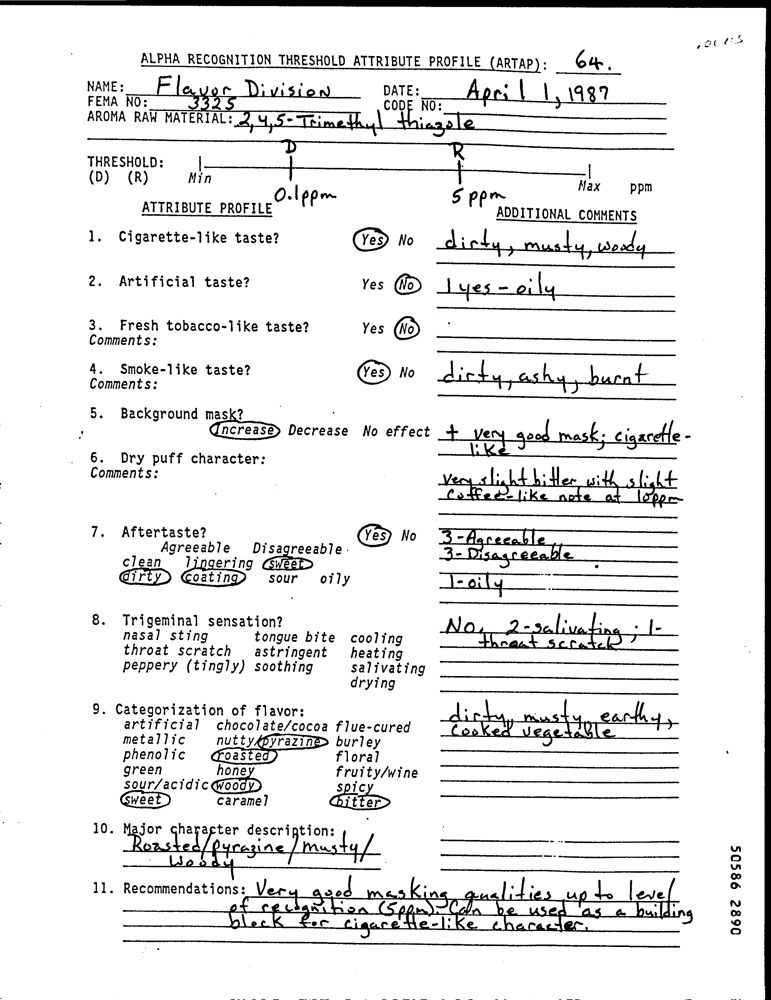 ALPHA RECOGNITION THRESHOLD ATTRIBUTE PROFILE (ARTAP): 64.
NAME: Flavor Division DATE: April 1, 1987
FEMA NO: 3325 CODE NO:
AROMA RAW MATERIAL: 2,4,5-Trimethyl thiazole
D R
THRESHOLD:
(D) (R) Min Max ppm
0.1ppm 5 ppm
ATTRIBUTE PROFILE ADDITIONAL COMMENTS
1. Cigarette-like taste? Yes No dirty, musty, woody
2. Artificial taste? Yes No 1 yes - oily
3. Fresh tobacco-like taste? Yes No
Comments:
4. Smoke-like taste? Yes No dirty, ashy, burnt
Comments:
5. Background mask?
Increase Decrease No effect + very good mask; cigarette-
like
6. Dry puff character:
Comments: very slight bitter with slight
coffee-like note at 10ppm
7. Aftertaste? Yes No 3-Agreeable
Agreeable Disagreeable 3-Disagreeable
clean lingering sweet
dirty coating sour oily 1-oily
8. Trigeminal sensation? No, 2-salivating; 1-
nasal sting tongue bite cooling throat scratch
throat scratch astringent heating
peppery (tingly) soothing salivating
drying
9. Categorization of flavor: dirty, musty, earthy,
artificial chocolate/cocoa flue-cured cooked vegetable
metallic nutty/pyrazine burley
phenolic roasted floral
green honey fruity/wine
sour/acidic woody spicy
sweet caramel bitter
10. Major character description:
Roasted/pyrazine/musty/
woody
11. Recommendations: Very good masking qualities up to level
of recognition (5ppm). Can be used as a building
block for cigarette-like character.
50586 2890